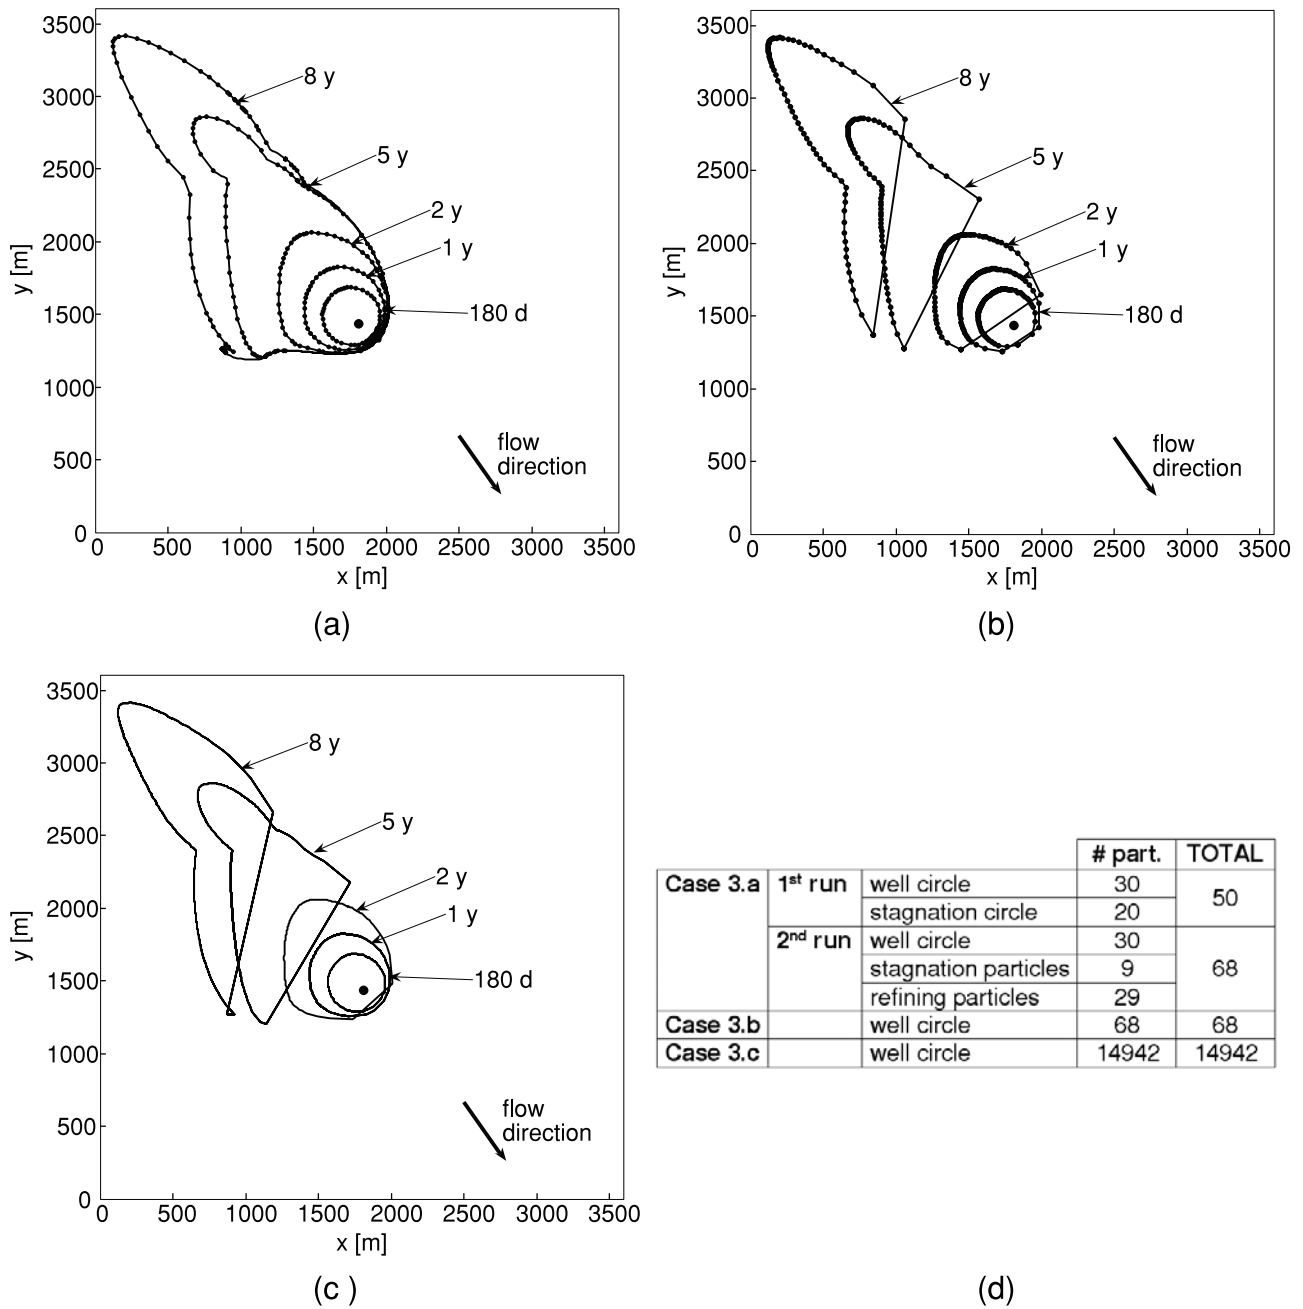 3500
3000
2500
2000
1500
1000
500
0
y [m]
8 y
5 y
2 y
1 y
180 d
flow
direction
0 500 1000 1500 2000 2500 3000 3500
x [m]
(a)
3500
3000
2500
2000
1500
1000
500
0
y [m]
8 y
5 y
2 y
1 y
180 d
flow
direction
0 500 1000 1500 2000 2500 3000 3500
x [m]
(b)
3500
3000
2500
2000
1500
1000
500
0
y [m]
8 y
5 y
2 y
1 y
180 d
flow
direction
0 500 1000 1500 2000 2500 3000 3500
x [m]
(c )
# part. TOTAL
Case 3.a 1st run well circle 30 50
stagnation circle 20
2nd run well circle 30 68
stagnation particles 9
refining particles 29
Case 3.b well circle 68 68
Case 3.c well circle 14942 14942
(d)